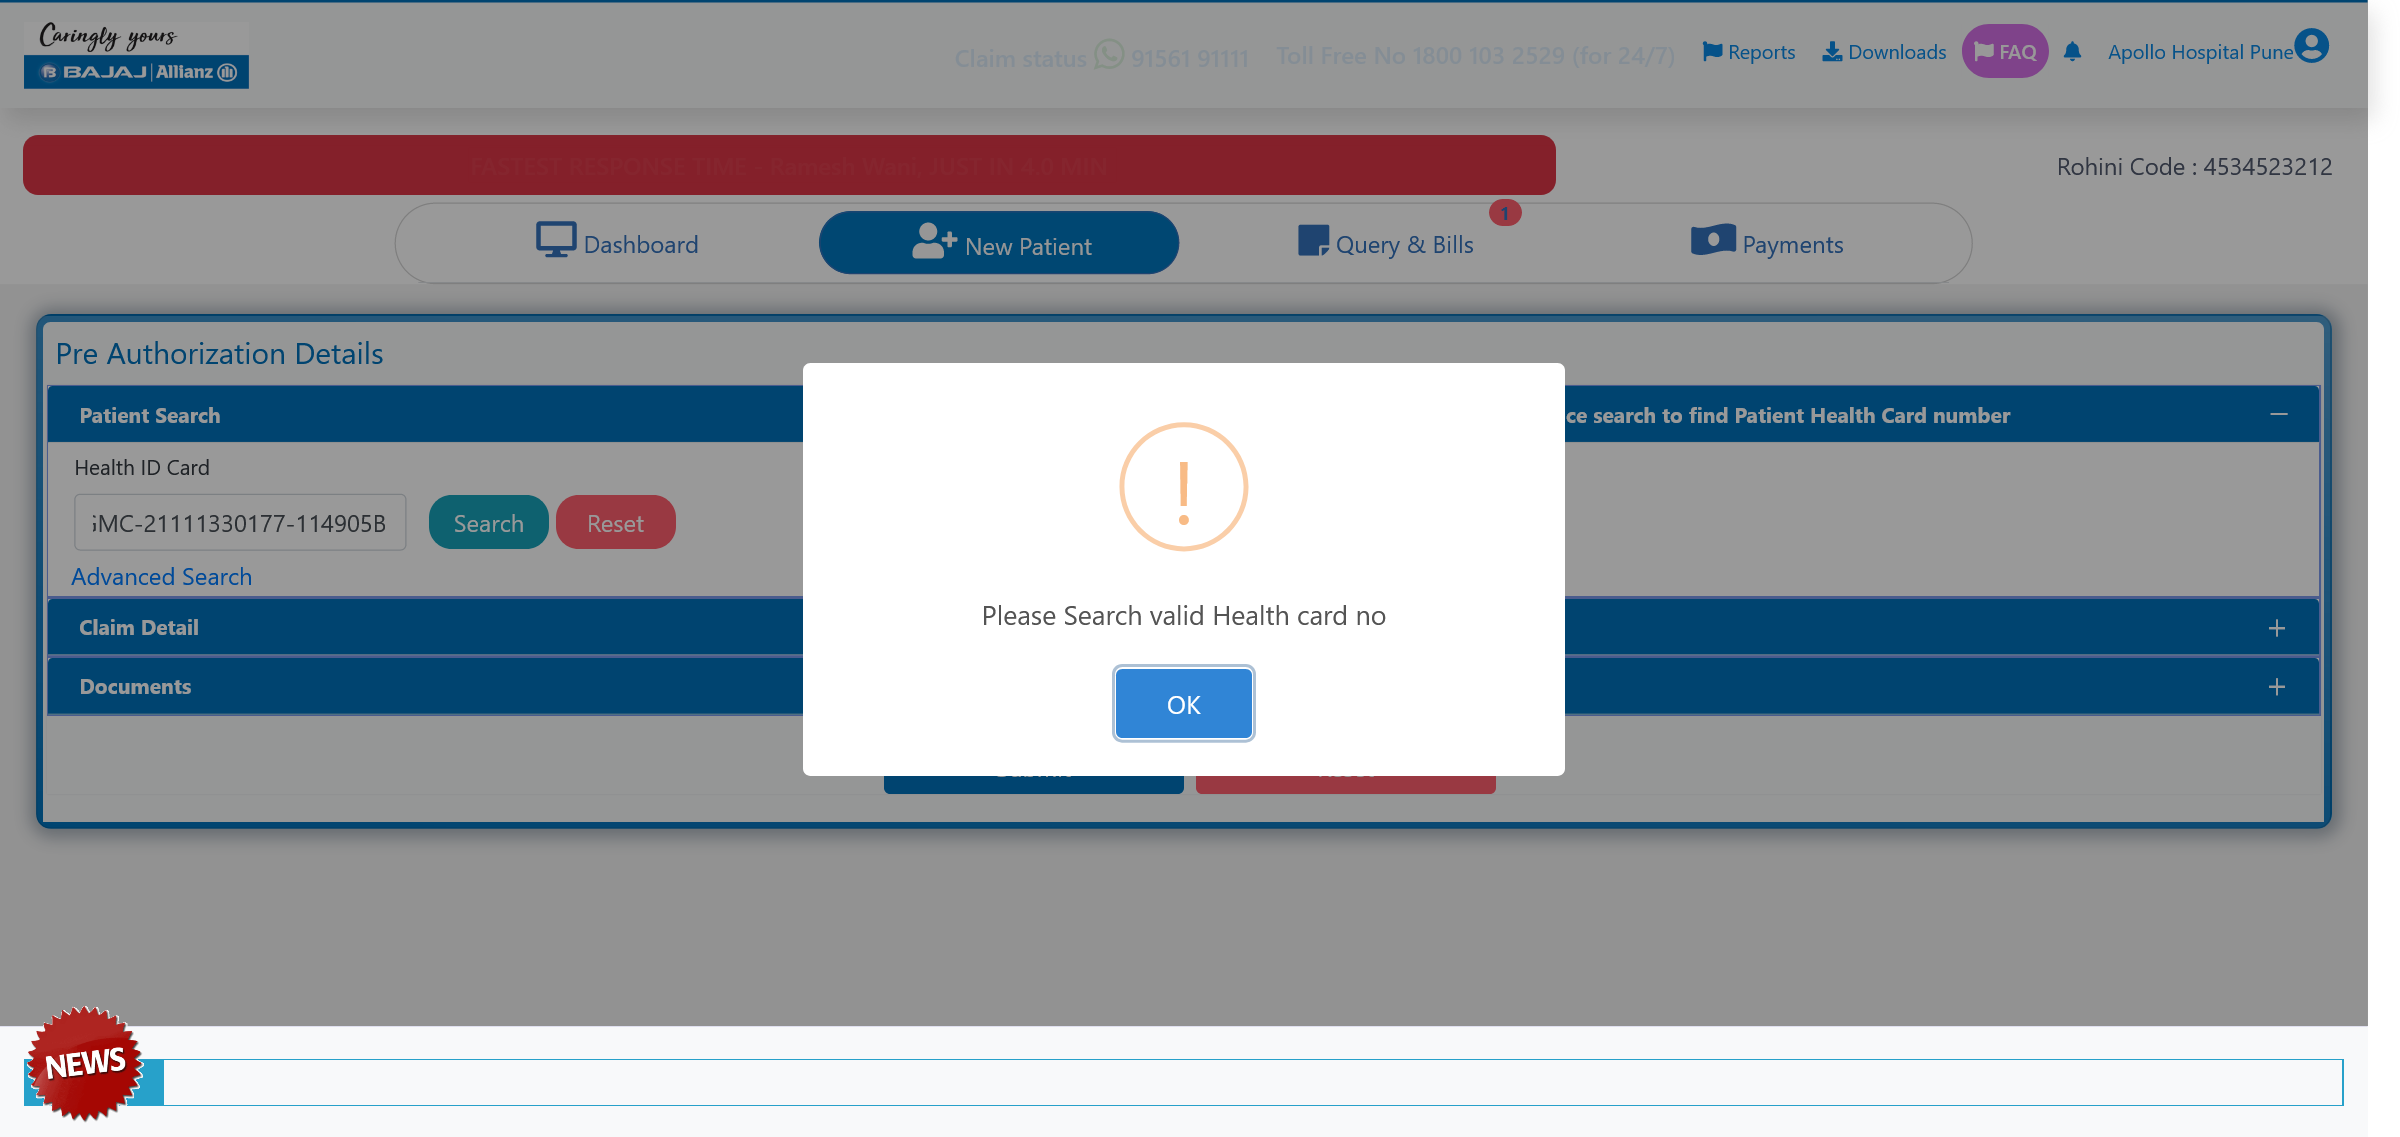 Caringly yours
BAJAJ | Allianz
Claim status 91561 91111
Toll Free No 1800 103 2529 (for 24/7)
Reports
Downloads
FAQ
Apollo Hospital Pune
FASTEST RESPONSE TIME - Ramesh Wani, JUST IN 4.0 MIN
Rohini Code : 4534523212
Dashboard
New Patient
Query & Bills
1
Payments
Pre Authorization Details
Patient Search
ce search to find Patient Health Card number
Health ID Card
GMC-21111330177-114905B
Search
Reset
Advanced Search
Claim Detail
Documents
Please Search valid Health card no
OK
NEWS